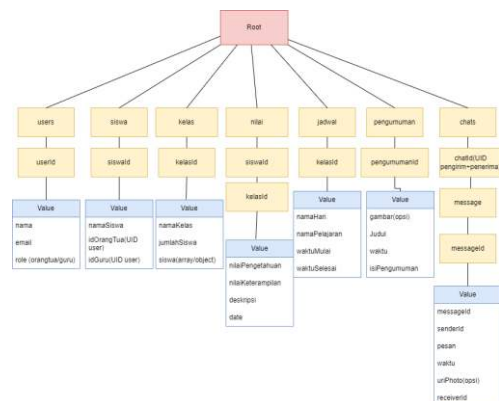 Root
users
siswa
kelas
nilai
jadwal
pengumuman
chats
userId
siswaId
kelasId
siswaId
kelasId
pengumumanId
chatId(UID
pengirim+penerima)
kelasId
message
messageId
Value
nama
email
role (orangtua/guru)
Value
namaSiswa
idOrangTua(UID
user)
idGuru(UID user)
Value
namaKelas
jumlahSiswa
siswa(array/object)
Value
nilaiPengetahuan
nilaiKeterampilan
deskripsi
date
Value
namaHari
namaPelajaran
waktuMulai
waktuSelesai
Value
gambar(opsi)
Judul
waktu
isiPengumuman
Value
messageId
senderId
pesan
waktu
urlPhoto(opsi)
receiverId